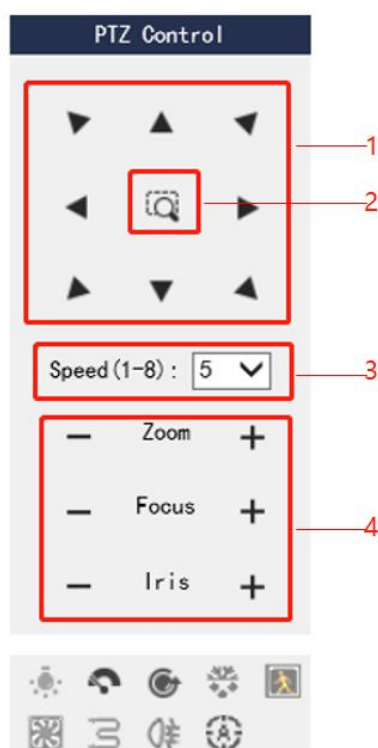 PTZ Control
1
2
Speed(1-8): 5
3
- Zoom +
- Focus +
4
- Iris +